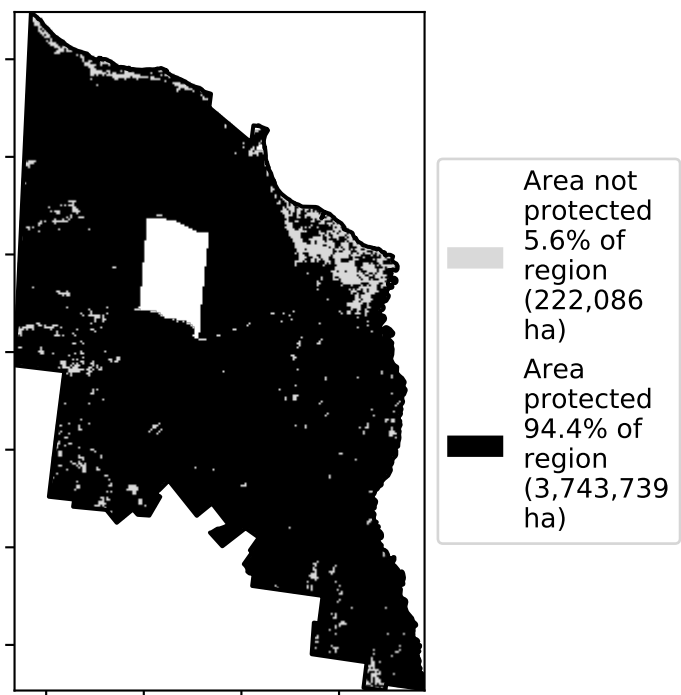 Area not
protected
5.6% of
region
(222,086
ha)
Area
protected
94.4% of
region
(3,743,739
ha)